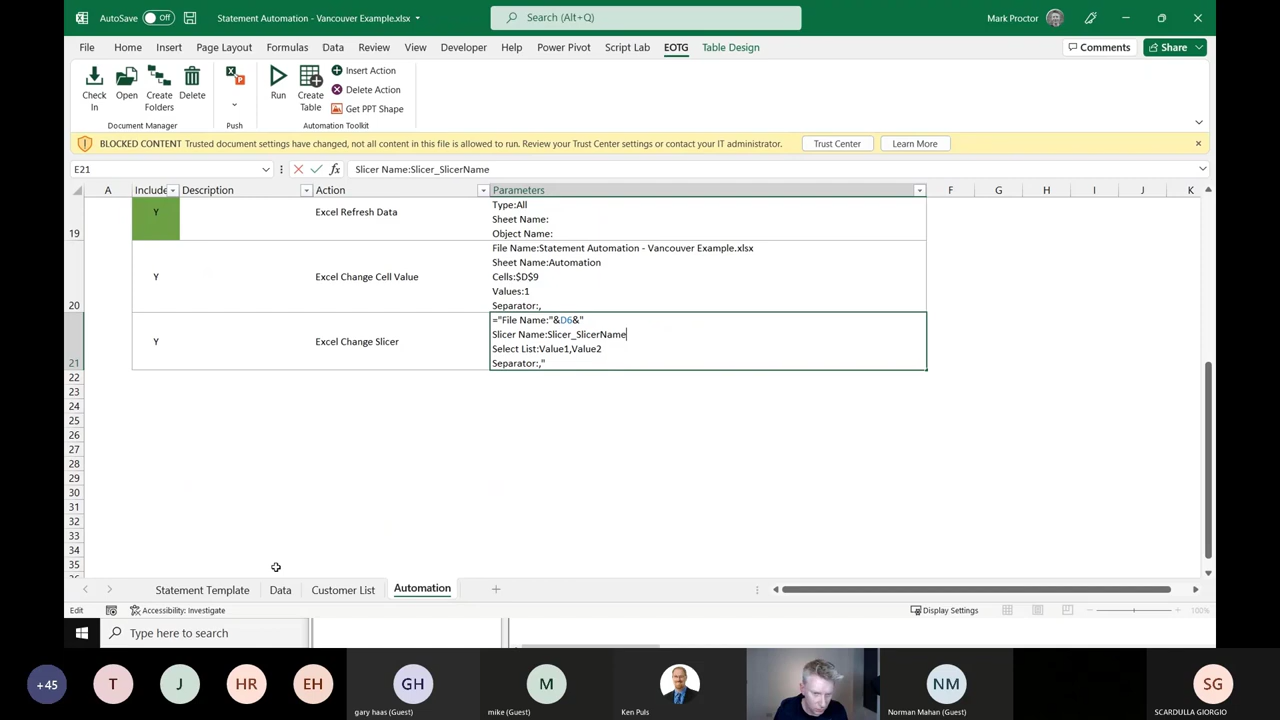 AutoSave Off Statement Automation - Vancouver Example.xlsx Search (Alt+Q) Mark Proctor
File Home Insert Page Layout Formulas Data Review View Developer Help Power Pivot Script Lab EOTG Table Design Comments Share
Check In
Open
Create Folders
Delete
Document Manager
Push
Run
Create Table
Insert Action
Delete Action
Get PPT Shape
Automation Toolkit
BLOCKED CONTENT Trusted document settings have changed, not all content in this file is allowed to run. Review your Trust Center settings or contact your IT administrator. Trust Center Learn More
E21 fx Slicer Name:Slicer_SlicerName
A F G H I J K
Include Description Action Parameters
19 Y Excel Refresh Data
Type:All
Sheet Name:
Object Name:
20 Y Excel Change Cell Value
File Name:Statement Automation - Vancouver Example.xlsx
Sheet Name:Automation
Cells:$D$9
Values:1
Separator:,
21 Y Excel Change Slicer
="File Name:"&D6&"
Slicer Name:Slicer_SlicerName
Select List:Value1,Value2
Separator:,"
22
23
24
25
26
27
28
29
30
31
32
33
34
35
Statement Template Data Customer List Automation
Edit Accessibility: Investigate Display Settings 100%
Type here to search
+45 T J HR EH GH M NM SG
gary haas (Guest) mike (Guest) Ken Puls Norman Mahan (Guest) SCARDULLA GIORGIO